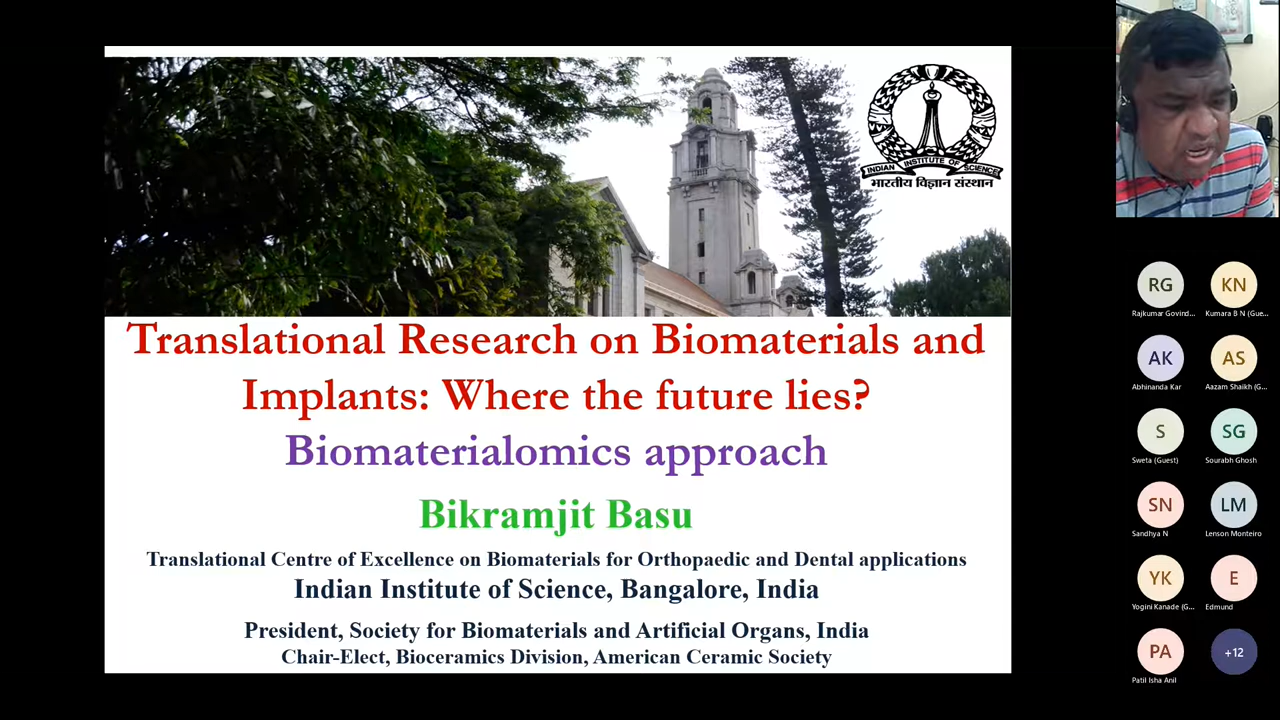 INDIAN INSTITUTE OF SCIENCE
भारतीय विज्ञान संस्थान
Translational Research on Biomaterials and
Implants: Where the future lies?
Biomaterialomics approach
Bikramjit Basu
Translational Centre of Excellence on Biomaterials for Orthopaedic and Dental applications
Indian Institute of Science, Bangalore, India
President, Society for Biomaterials and Artificial Organs, India
Chair-Elect, Bioceramics Division, American Ceramic Society
RG KN
Rajkumar Govind... Kumara B N (Gue...
AK AS
Abhinanda Kar Aazam Shaikh (G...
S SG
Sweta (Guest) Sourabh Ghosh
SN LM
Sandhya N Lenson Monteiro
YK E
Yogini Kanade (G... Edmund
PA +12
Patil Isha Anil